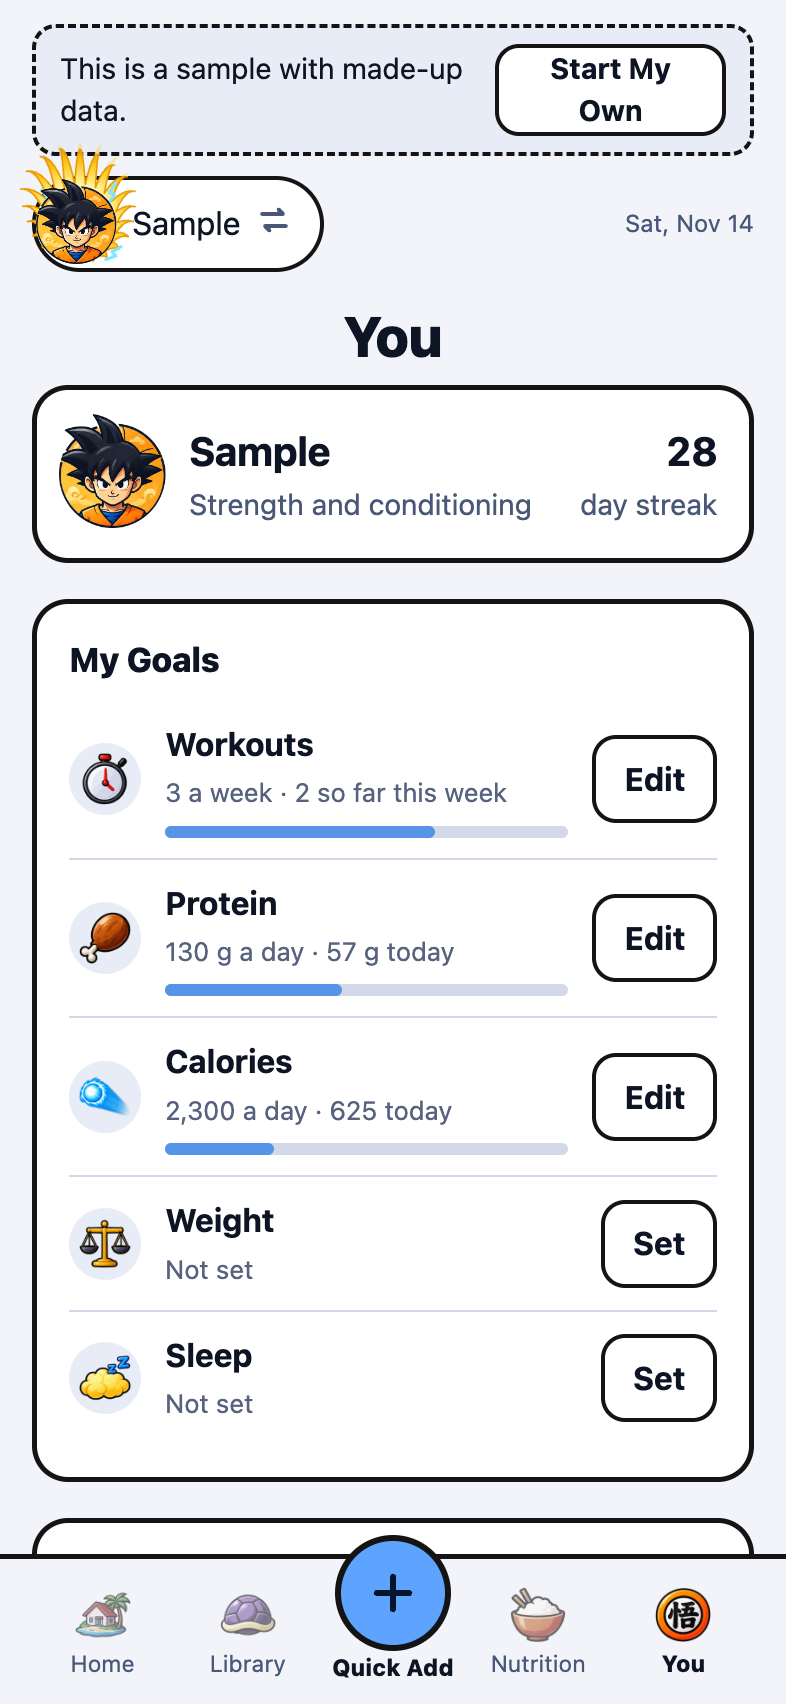 This is a sample with made-up
data.
Start My
Own
Sample
Sat, Nov 14
You
Sample
28
Strength and conditioning
day streak
My Goals
Workouts
3 a week · 2 so far this week
Edit
Protein
130 g a day · 57 g today
Edit
Calories
2,300 a day · 625 today
Edit
Weight
Not set
Set
Sleep
Not set
Set
Home
Library
Quick Add
Nutrition
悟
You